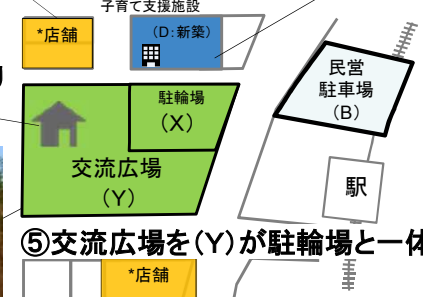 子育て支援施設
*店舗
(D:新築)
民営
駐車場
(B)
駐輪場
(X)
交流広場
(Y)
駅
⑤交流広場を(Y)が駐輪場と一体
*店舗